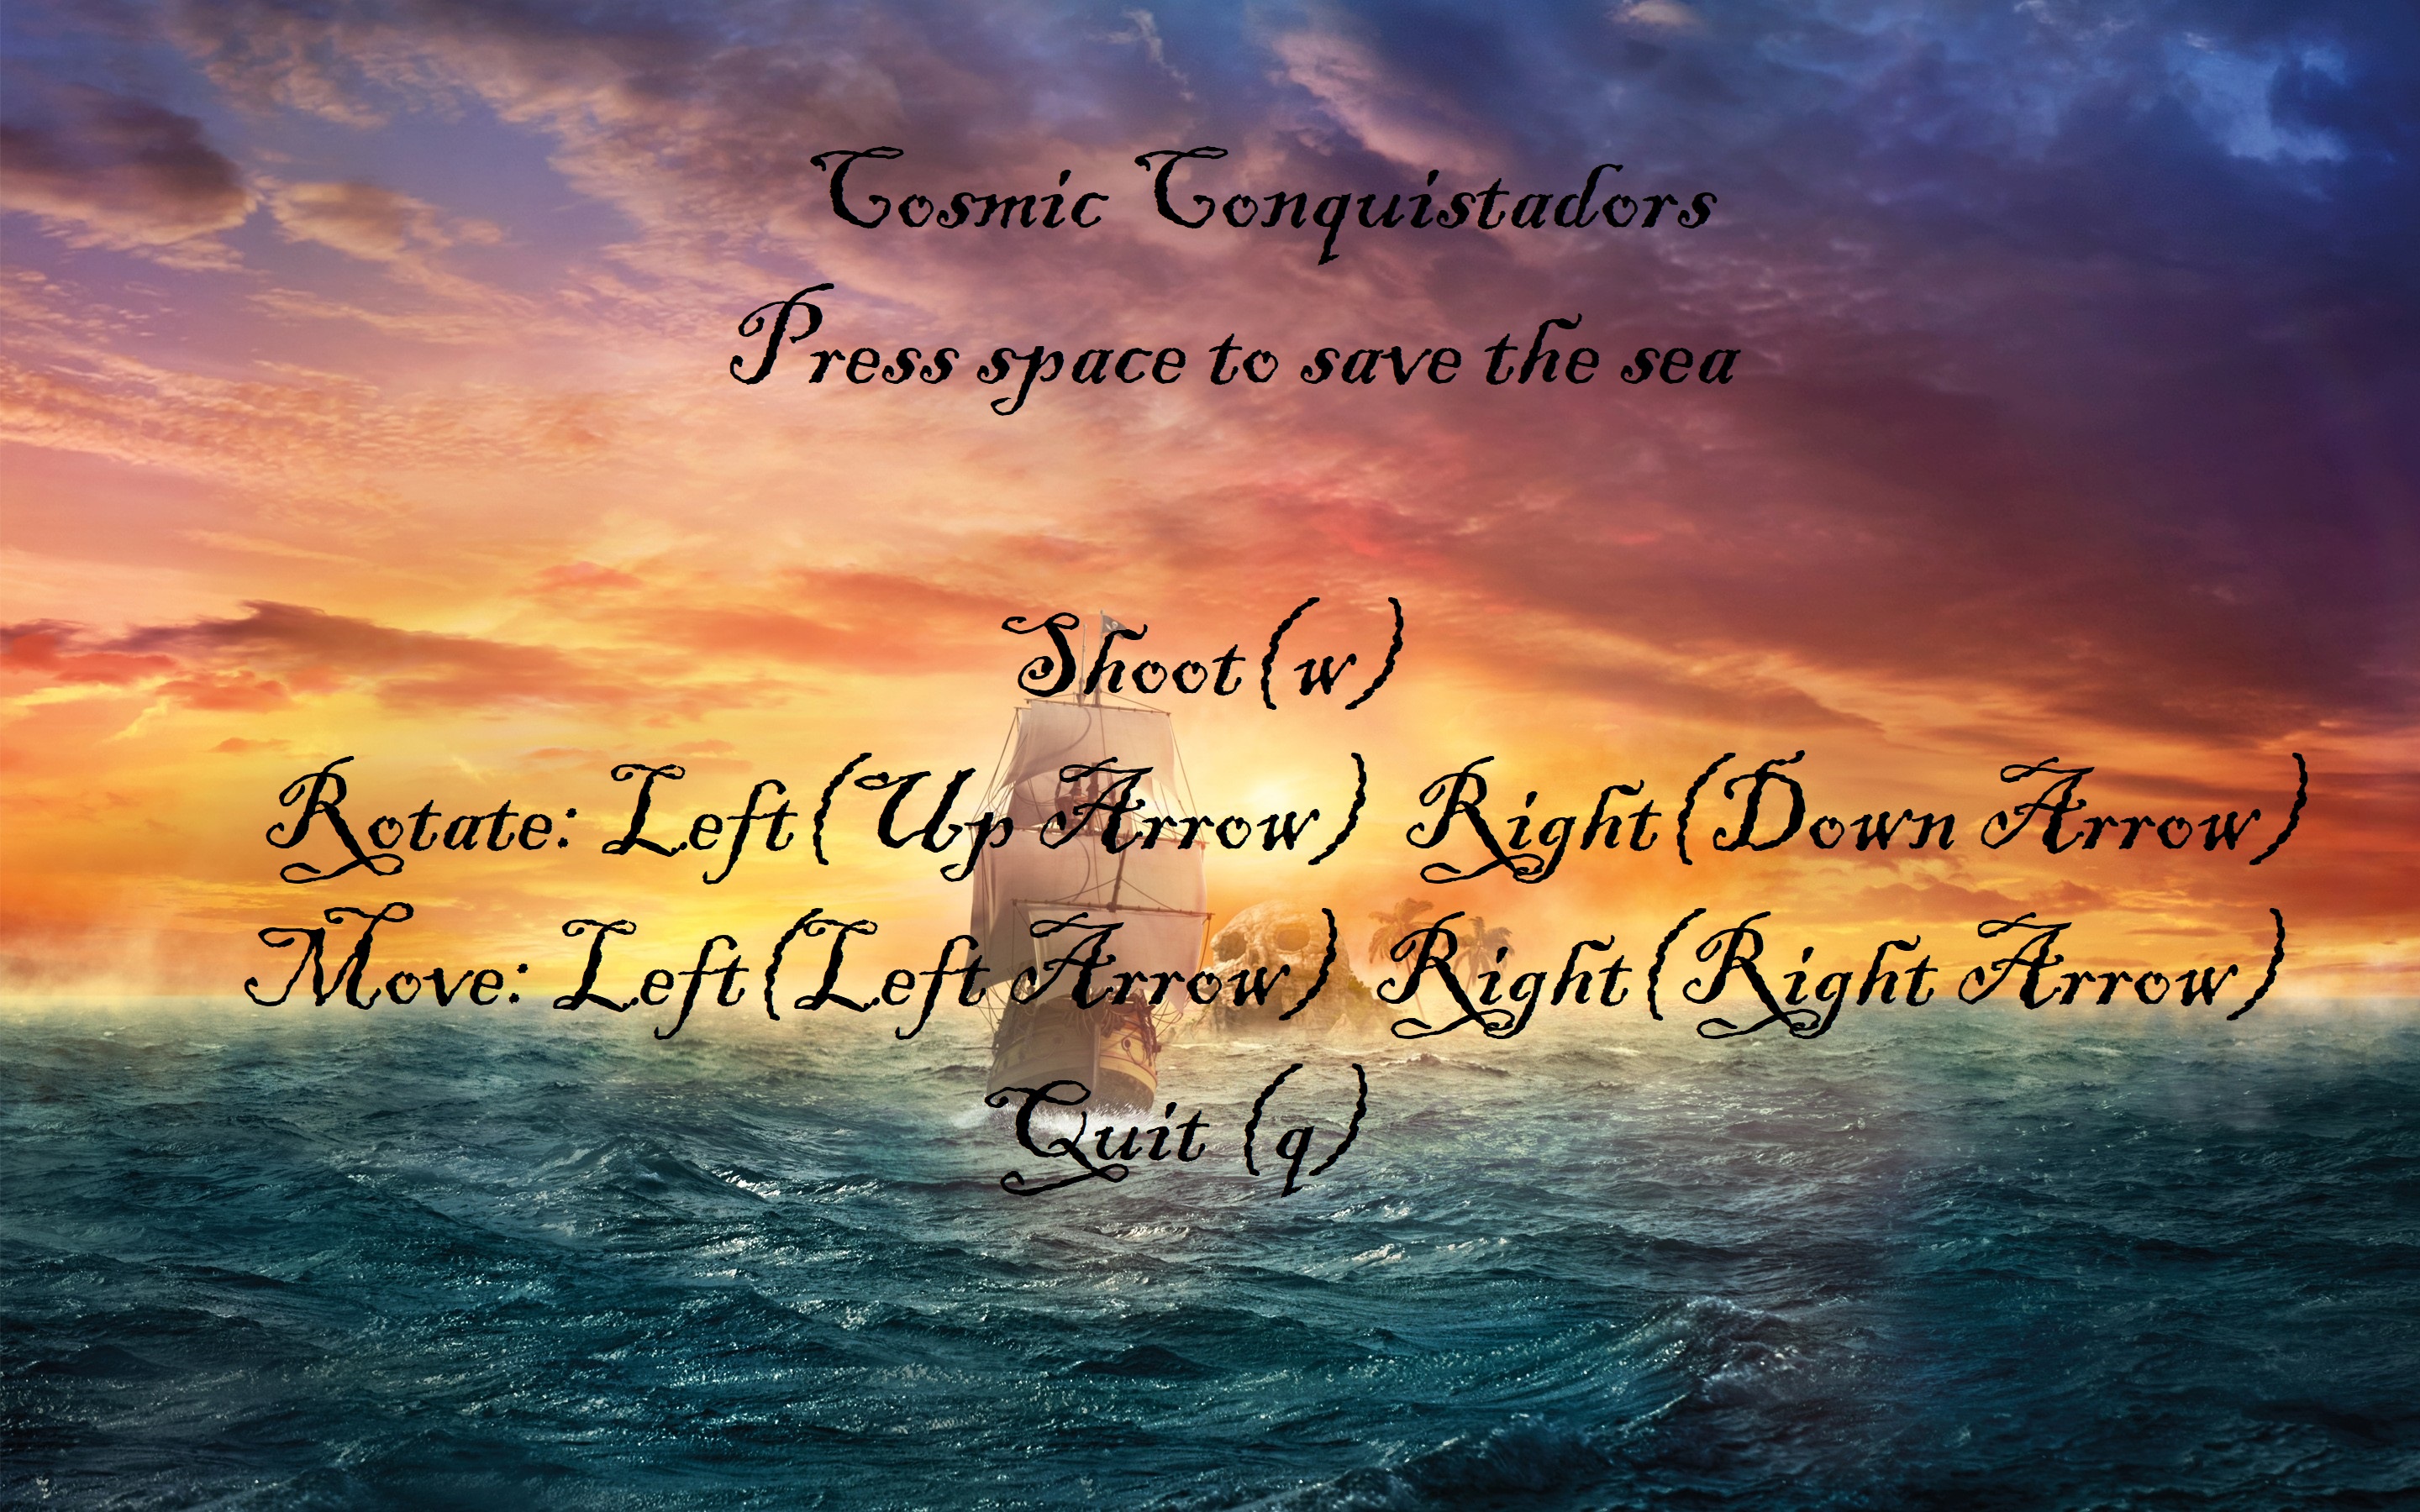 Cosmic Conquistadors
Press space to save the sea
Shoot(w)
Rotate: Left(Up Arrow) Right(Down Arrow)
Move: Left(Left Arrow) Right(Right Arrow)
Quit (q)